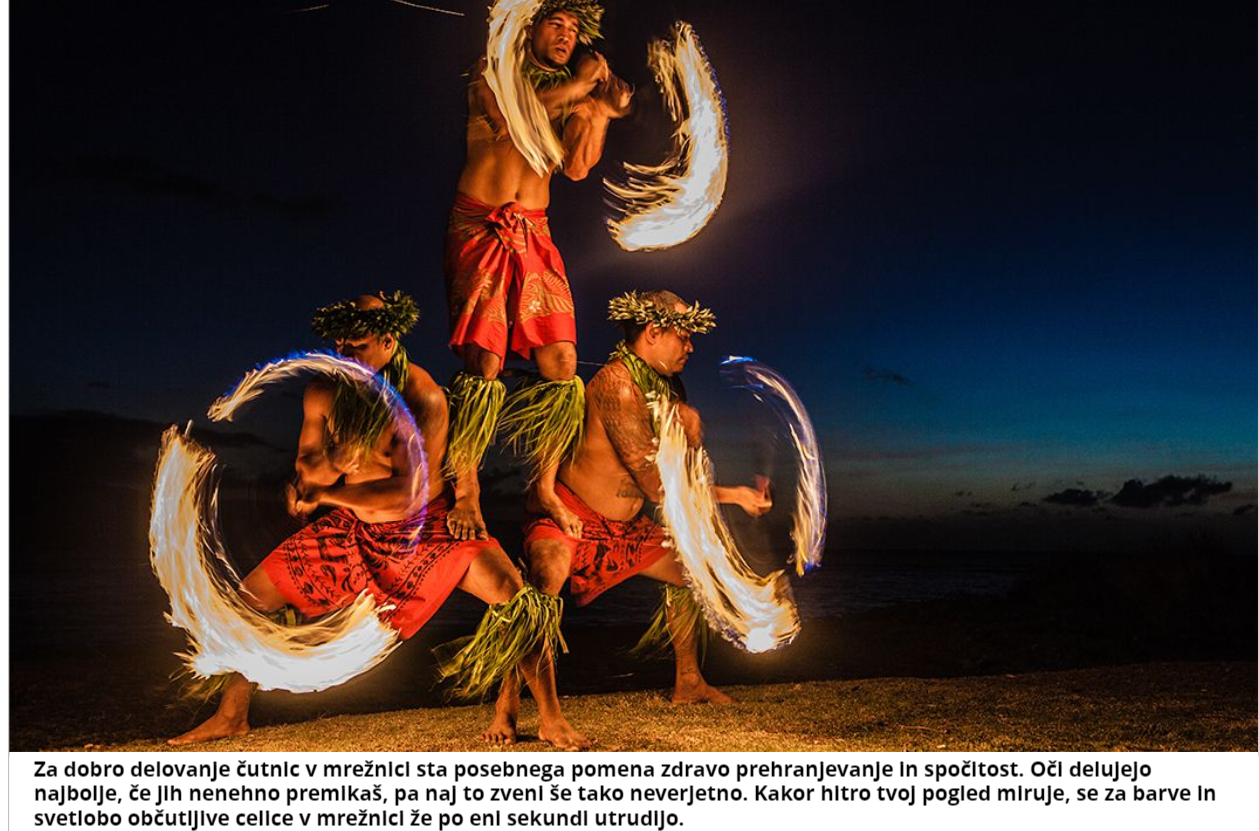 Za dobro delovanje čutnic v mrežnici sta posebnega pomena zdravo prehranjevanje in spočitost. Oči delujejo
najbolje, če jih nenehno premikaš, pa naj to zveni še tako neverjetno. Kakor hitro tvoj pogled miruje, se za barve in
svetlobo občutljive celice v mrežnici že po eni sekundi utrudijo.